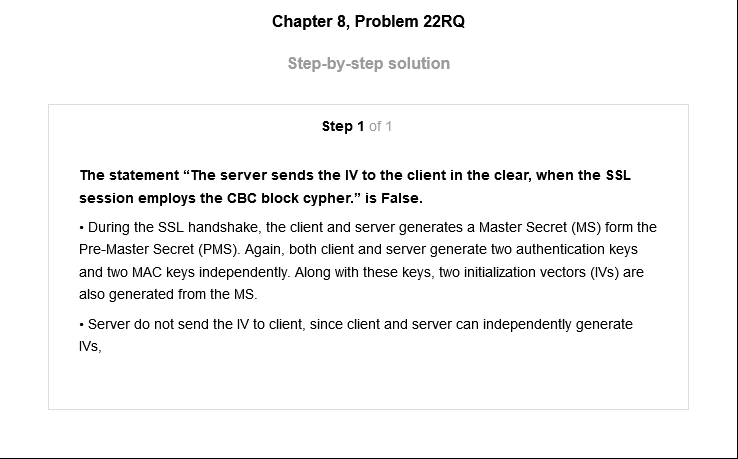 Chapter 8, Problem 22RQ
Step-by-step solution
Step 1 of 1
The statement “The server sends the IV to the client in the clear, when the SSL
session employs the CBC block cypher.” is False.
• During the SSL handshake, the client and server generates a Master Secret (MS) form the
Pre-Master Secret (PMS). Again, both client and server generate two authentication keys
and two MAC keys independently. Along with these keys, two initialization vectors (IVs) are
also generated from the MS.
• Server do not send the IV to client, since client and server can independently generate
IVs,